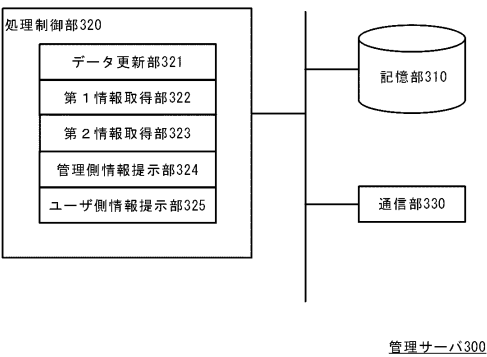 処理制御部320
データ更新部321
第１情報取得部322
第２情報取得部323
管理側情報提示部324
ユーザ側情報提示部325
記憶部310
通信部330
管理サーバ300